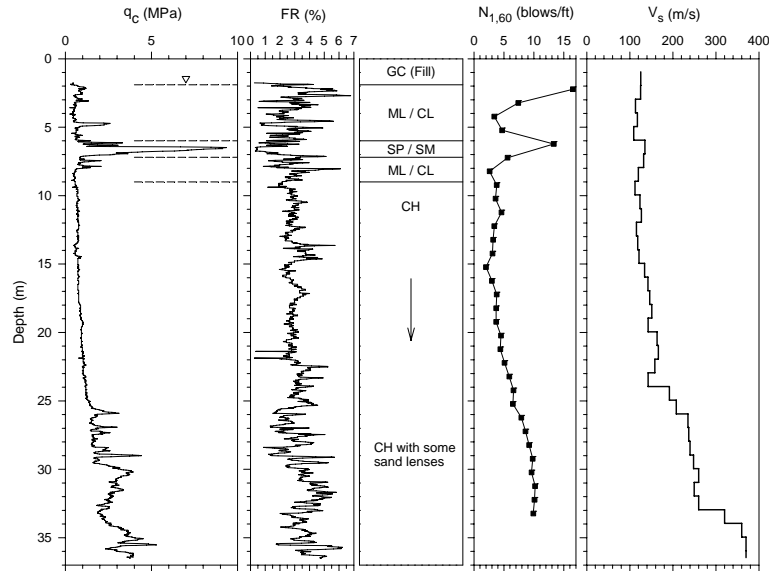 q_c (MPa)
FR (%)
N_1,60 (blows/ft)
V_s (m/s)
0 5 10
0 1 2 3 4 5 6 7
0 5 10 15
0 100 200 300 400
0
5
10
15
20
25
30
35
Depth (m)
GC (Fill)
ML / CL
SP / SM
ML / CL
CH
CH with some
sand lenses